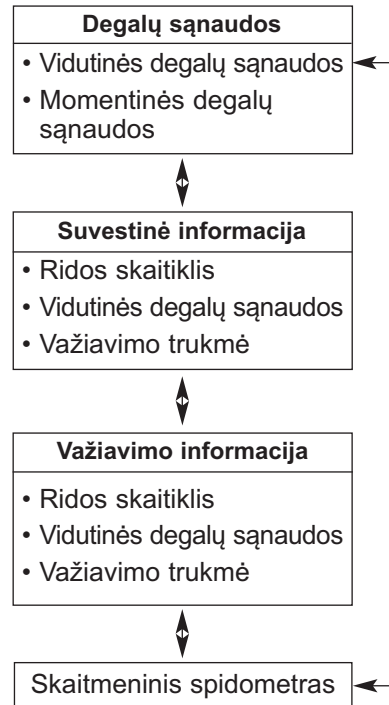 Degalų sąnaudos
• Vidutinės degalų sąnaudos
• Momentinės degalų
sąnaudos
Suvestinė informacija
• Ridos skaitiklis
• Vidutinės degalų sąnaudos
• Važiavimo trukmė
Važiavimo informacija
• Ridos skaitiklis
• Vidutinės degalų sąnaudos
• Važiavimo trukmė
Skaitmeninis spidometras